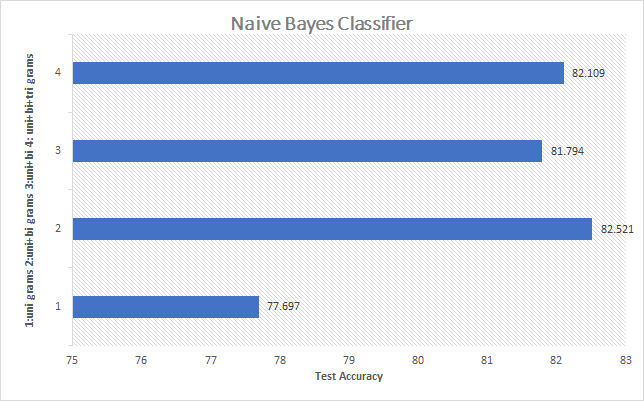 Naive Bayes Classifier
1:uni grams 2:uni+bi grams 3:uni+bi 4: uni+bi+tri grams
4
82.109
3
81.794
2
82.521
1
77.697
75 76 77 78 79 80 81 82 83
Test Accuracy